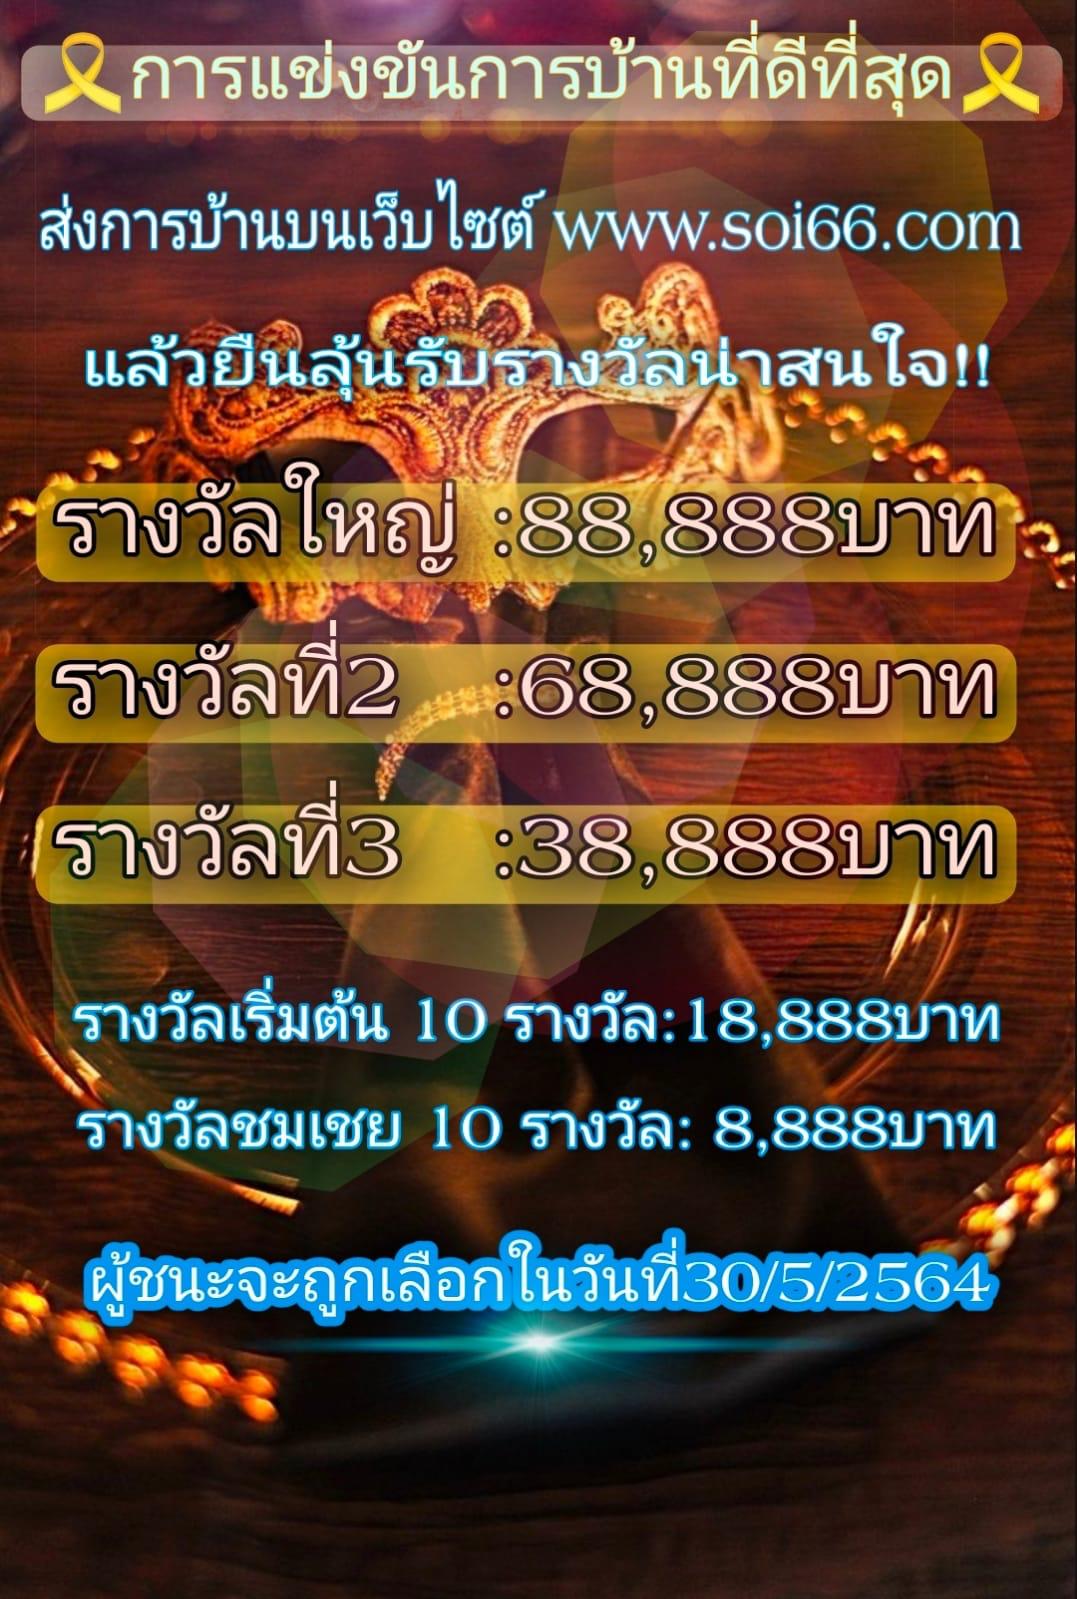 การแข่งขันการบ้านที่ดีที่สุด
ส่งการบ้านบนเว็บไซต์ www.soi66.com
แล้วยืนลุ้นรับรางวัลน่าสนใจ!!
รางวัลใหญ่ :88,888บาท
รางวัลที่2 :68,888บาท
รางวัลที่3 :38,888บาท
รางวัลเริ่มต้น 10 รางวัล:18,888บาท
รางวัลชมเชย 10 รางวัล: 8,888บาท
ผู้ชนะจะถูกเลือกในวันที่30/5/2564